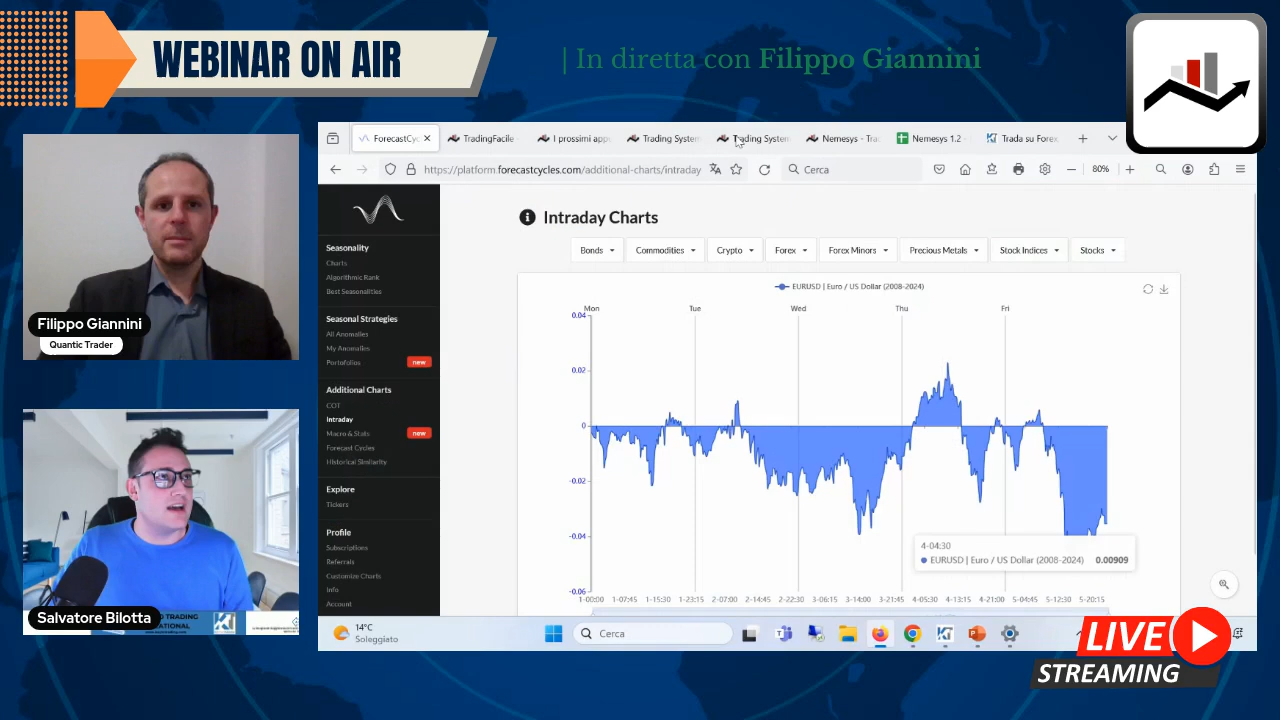 WEBINAR ON AIR
| In diretta con Filippo Giannini
Filippo Giannini
Quantic Trader
Salvatore Bilotta
ForecastCyc
TradingFacile
I prossimi app
Trading System
Trading System
Nemesys - Tra
Nemesys 1.2 -
Trada su Forex
https://platform.forecastcycles.com/additional-charts/intraday
Cerca
80%
Seasonality
Charts
Algorithmic Rank
Best Seasonalities
Seasonal Strategies
All Anomalies
My Anomalies
Portofolios
new
Additional Charts
COT
Intraday
Macro & Stats
new
Forecast Cycles
Historical Similarity
Explore
Tickers
Profile
Subscriptions
Referrals
Customize Charts
Info
Account
Intraday Charts
Bonds
Commodities
Crypto
Forex
Forex Minors
Precious Metals
Stock Indices
Stocks
EURUSD | Euro / US Dollar (2008-2024)
Mon Tue Wed Thu Fri
0.04
0.02
0
-0.02
-0.04
-0.06
4-04:30
EURUSD | Euro / US Dollar (2008-2024) 0.00909
1-00:00 1-07:45 1-15:30 1-23:15 2-07:00 2-14:45 2-22:30 3-06:15 3-14:00 3-21:45 4-05:30 4-13:15 4-21:00 5-04:45 5-12:30 5-20:15
14°C
Soleggiato
Cerca
LIVE
STREAMING